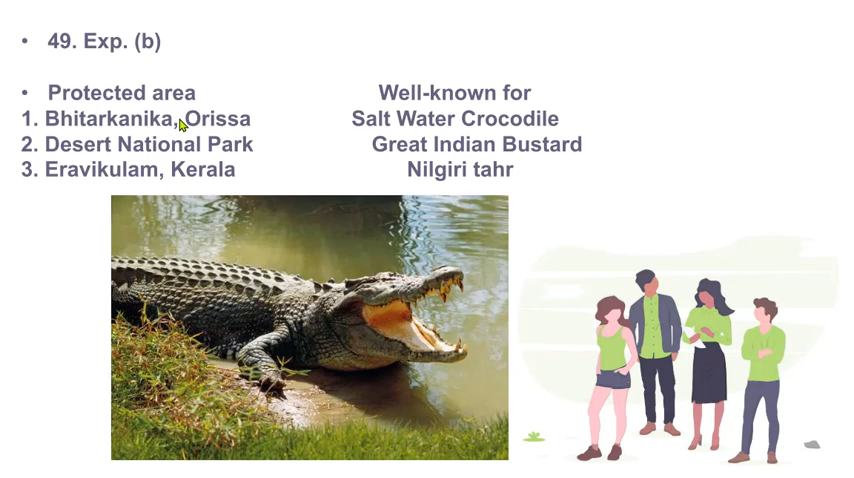 • 49. Exp. (b)
• Protected area Well-known for
1. Bhitarkanika, Orissa Salt Water Crocodile
2. Desert National Park Great Indian Bustard
3. Eravikulam, Kerala Nilgiri tahr